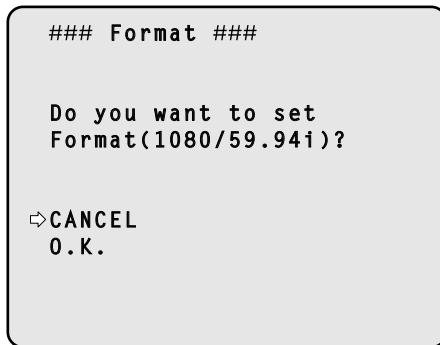 ### Format ###
Do you want to set
Format(1080/59.94i)?
⇨CANCEL
O.K.